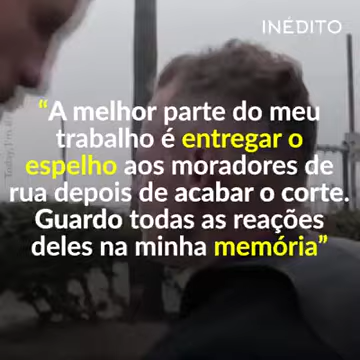 INÉDITO
“A melhor parte do meu
trabalho é entregar o
espelho aos moradores de
rua depois de acabar o corte.
Guardo todas as reações
deles na minha memória”